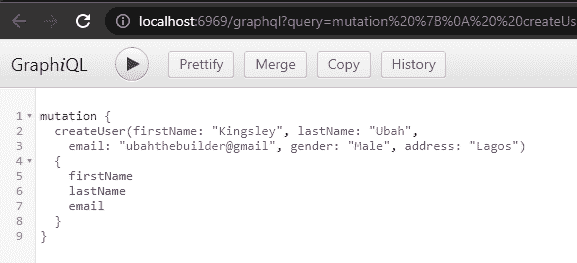 localhost:6969/graphql?query=mutation%20%7B%0A%20%20createUs
GraphiQL Prettify Merge Copy History
1 mutation {
2 createUser(firstName: "Kingsley", lastName: "Ubah",
3 email: "ubahthebuilder@gmail", gender: "Male", address: "Lagos")
4 {
5 firstName
6 lastName
7 email
8 }
9 }